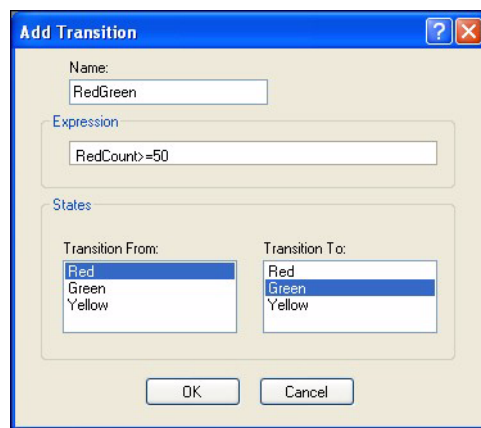 Add Transition
Name:
RedGreen
Expression
RedCount>=50
States
Transition From:
Red
Green
Yellow
Transition To:
Red
Green
Yellow
OK
Cancel